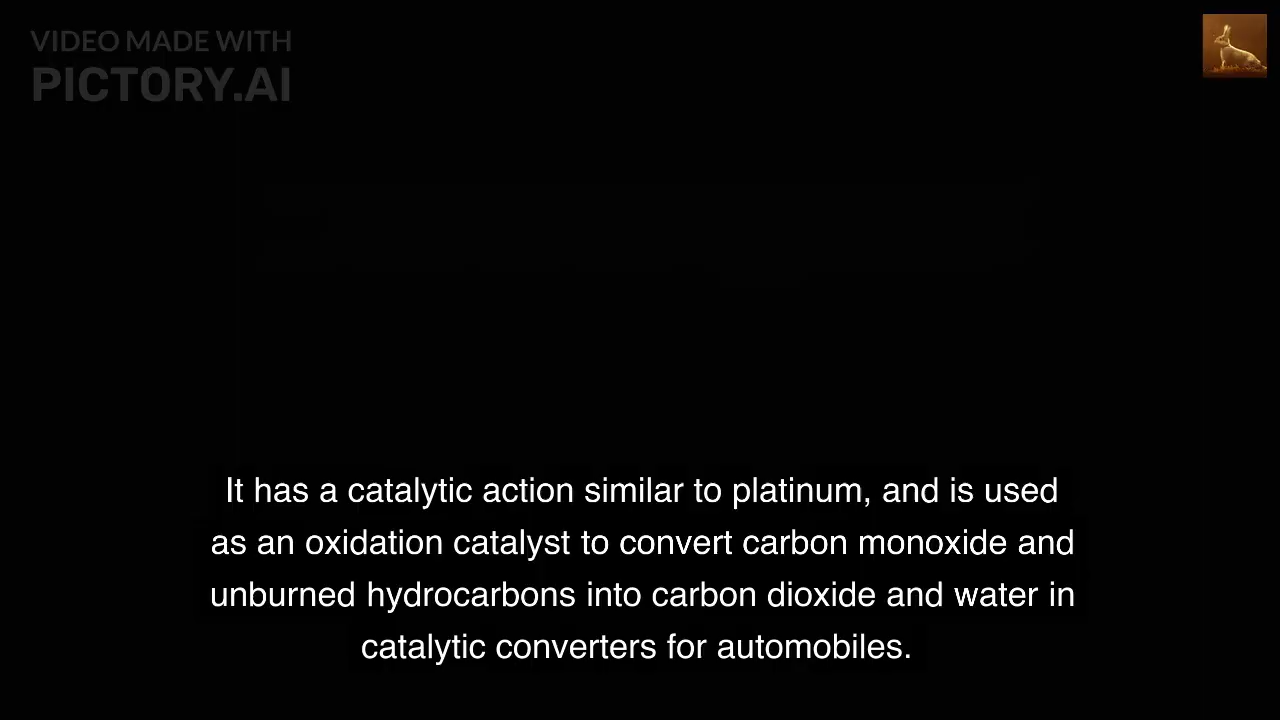 VIDEO MADE WITH
PICTORY.AI
It has a catalytic action similar to platinum, and is used
as an oxidation catalyst to convert carbon monoxide and
unburned hydrocarbons into carbon dioxide and water in
catalytic converters for automobiles.